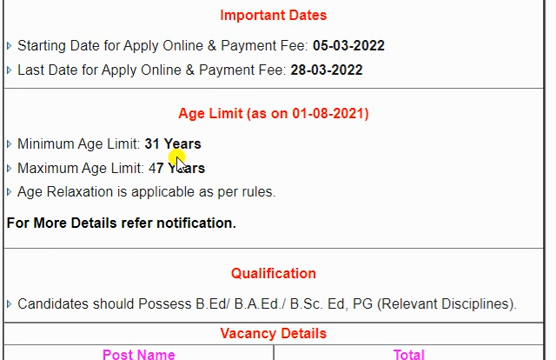 Important Dates
Starting Date for Apply Online & Payment Fee: 05-03-2022
Last Date for Apply Online & Payment Fee: 28-03-2022
Age Limit (as on 01-08-2021)
Minimum Age Limit: 31 Years
Maximum Age Limit: 47 Years
Age Relaxation is applicable as per rules.
For More Details refer notification.
Qualification
Candidates should Possess B.Ed/ B.A.Ed./ B.Sc. Ed, PG (Relevant Disciplines).
Vacancy Details
Post Name Total